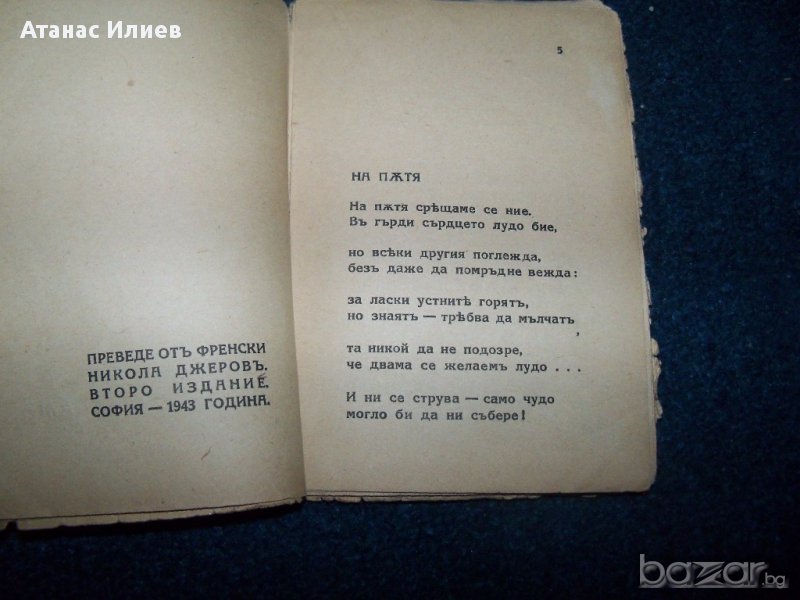 Атанас Илиев
5
НА ПѪТЯ
На пѫтя срѣщаме се ние.
Въ гърди сърдцето лудо бие,
но всѣки другия поглежда,
безъ даже да помръдне вежда:
за ласки устнитѣ горятъ,
но знаятъ — трѣбва да мълчатъ
та никой да не подозре,
че двама се желаемъ лудо . . .
И ни се струва — само чудо
могло би да ни събере!
ПРЕВЕДЕ ОТЪ ФРЕНСКИ
НИКОЛА ДЖЕРОВЪ.
ВТОРО ИЗДАНИЕ.
СОФИЯ — 1943 ГОДИНА.
bazar.bg